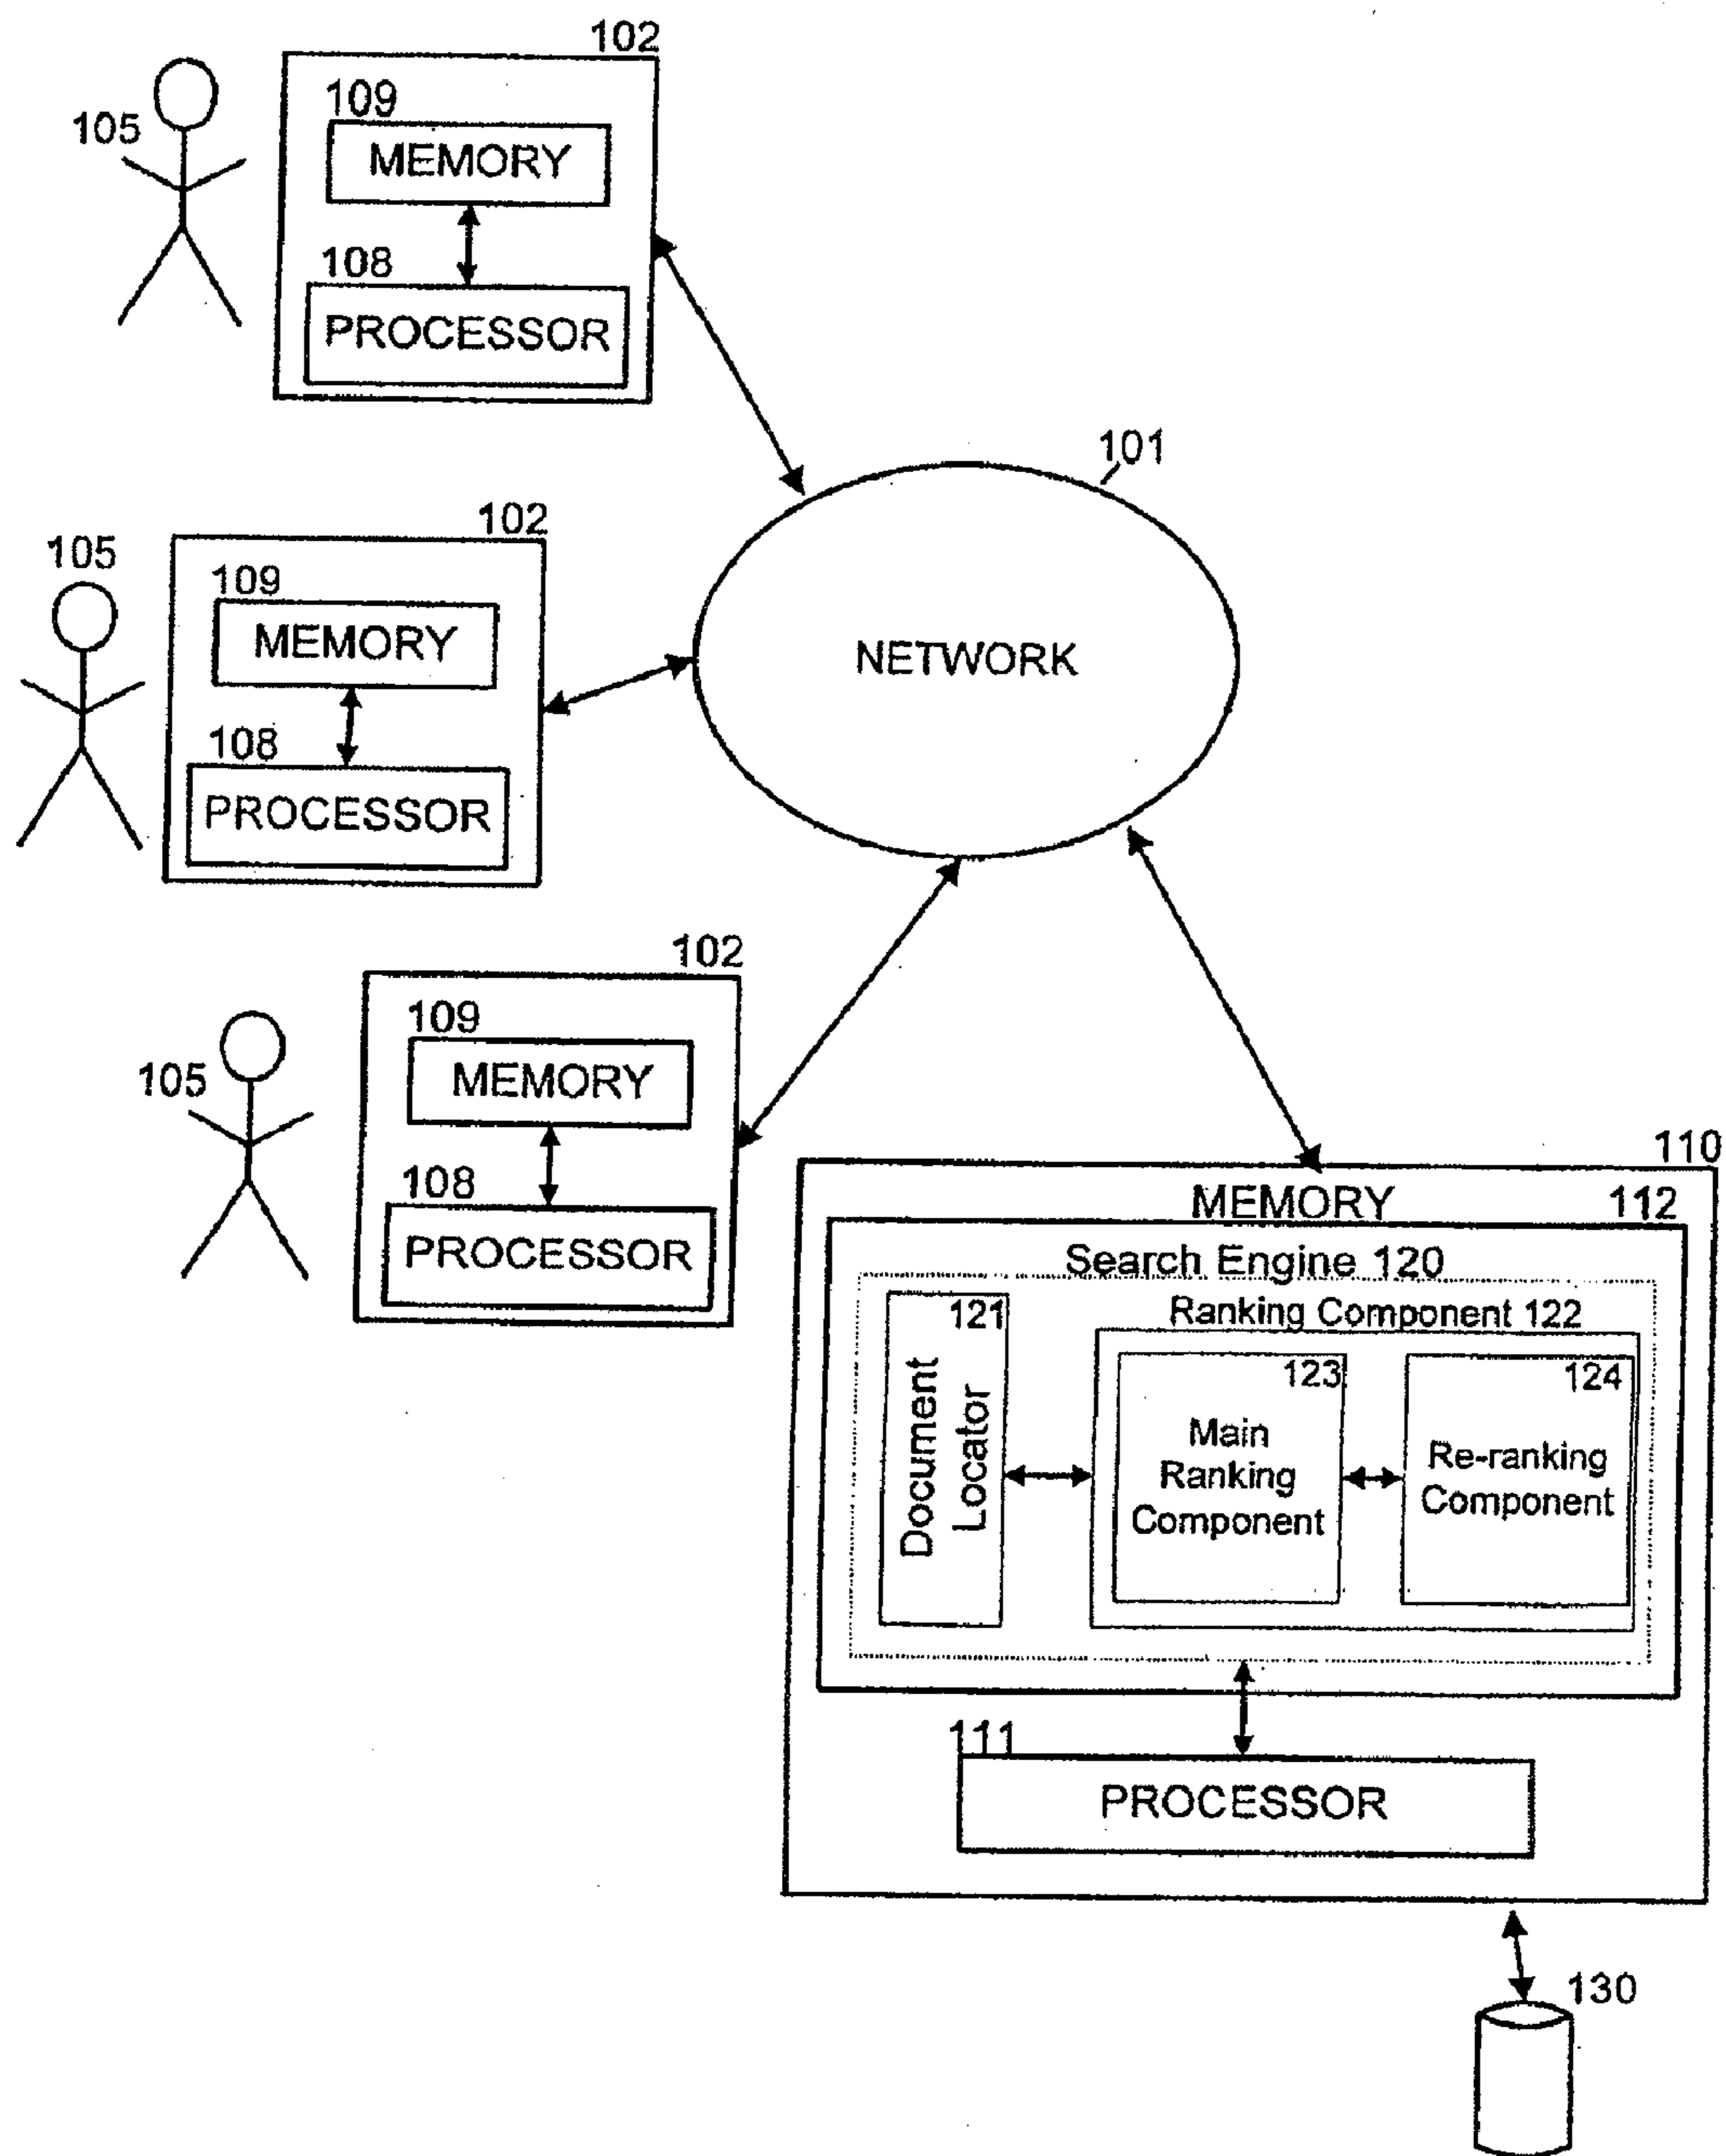 102
105
109
MEMORY
108
PROCESSOR
101
NETWORK
102
105
109
MEMORY
108
PROCESSOR
102
105
109
MEMORY
108
PROCESSOR
110
MEMORY
112
Search Engine 120
121
Document
Locator
Ranking Component 122
123
Main
Ranking
Component
124
Re-ranking
Component
111
PROCESSOR
130